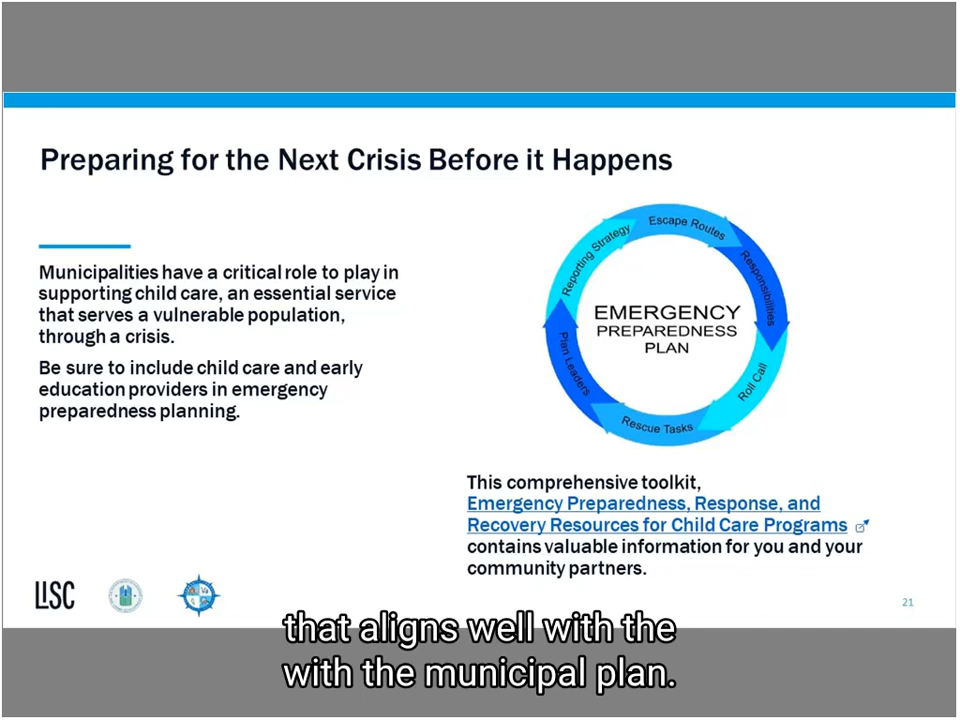 Preparing for the Next Crisis Before it Happens
Municipalities have a critical role to play in
supporting child care, an essential service
that serves a vulnerable population,
through a crisis.
Be sure to include child care and early
education providers in emergency
preparedness planning.
Escape Routes
Responsibilities
Roll Call
Rescue Tasks
Plan Leaders
Reporting Strategy
EMERGENCY
PREPAREDNESS
PLAN
This comprehensive toolkit,
Emergency Preparedness, Response, and
Recovery Resources for Child Care Programs
contains valuable information for you and your
community partners.
LISC
21
that aligns well with the
with the municipal plan.